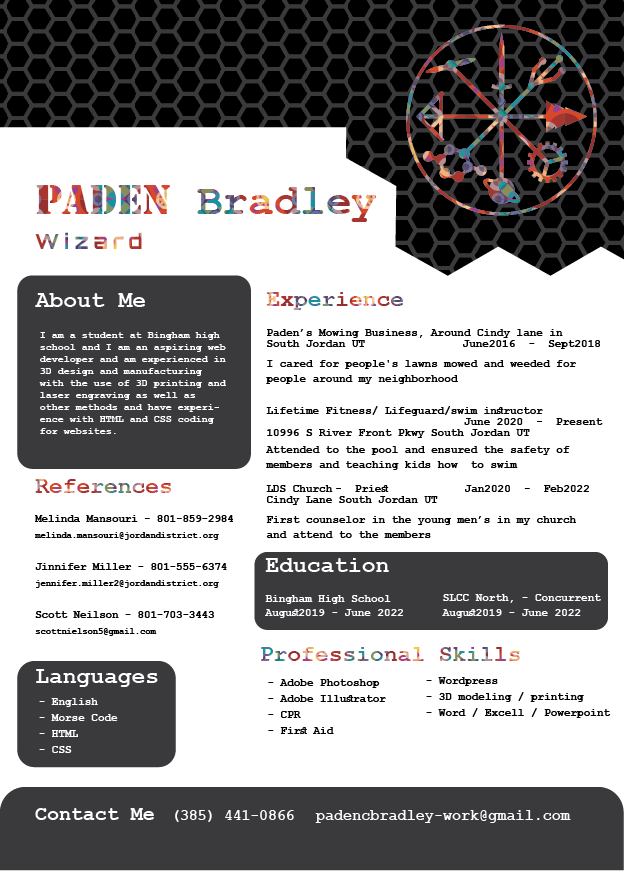 PADEN Bradley
Wizard
About Me
I am a student at Bingham high
school and I am an aspiring web
developer and am experienced in
3D design and manufacturing
with the use of 3D printing and
laser engraving as well as
other methods and have experi-
ence with HTML and CSS coding
for websites.
References
Melinda Mansouri - 801-859-2984
melinda.mansouri@jordandistrict.org
Jinnifer Miller - 801-555-6374
jennifer.miller2@jordandistrict.org
Scott Neilson - 801-703-3443
scottnielson5@gmail.com
Languages
- English
- Morse Code
- HTML
- CSS
Experience
Paden's Mowing Business, Around Cindy lane in
South Jordan UT June2016 - Sept2018
I cared for people's lawns mowed and weeded for
people around my neighborhood
Lifetime Fitness/ Lifeguard/swim instructor
June 2020 - Present
10996 S River Front Pkwy South Jordan UT
Attended to the pool and ensured the safety of
members and teaching kids how to swim
LDS Church - Priest Jan2020 - Feb2022
Cindy Lane South Jordan UT
First counselor in the young men's in my church
and attend to the members
Education
Bingham High School
August2019 - June 2022
SLCC North, - Concurrent
August2019 - June 2022
Professional Skills
- Adobe Photoshop
- Adobe Illustrator
- CPR
- First Aid
- Wordpress
- 3D modeling / printing
- Word / Excell / Powerpoint
Contact Me (385) 441-0866 padencbradley-work@gmail.com